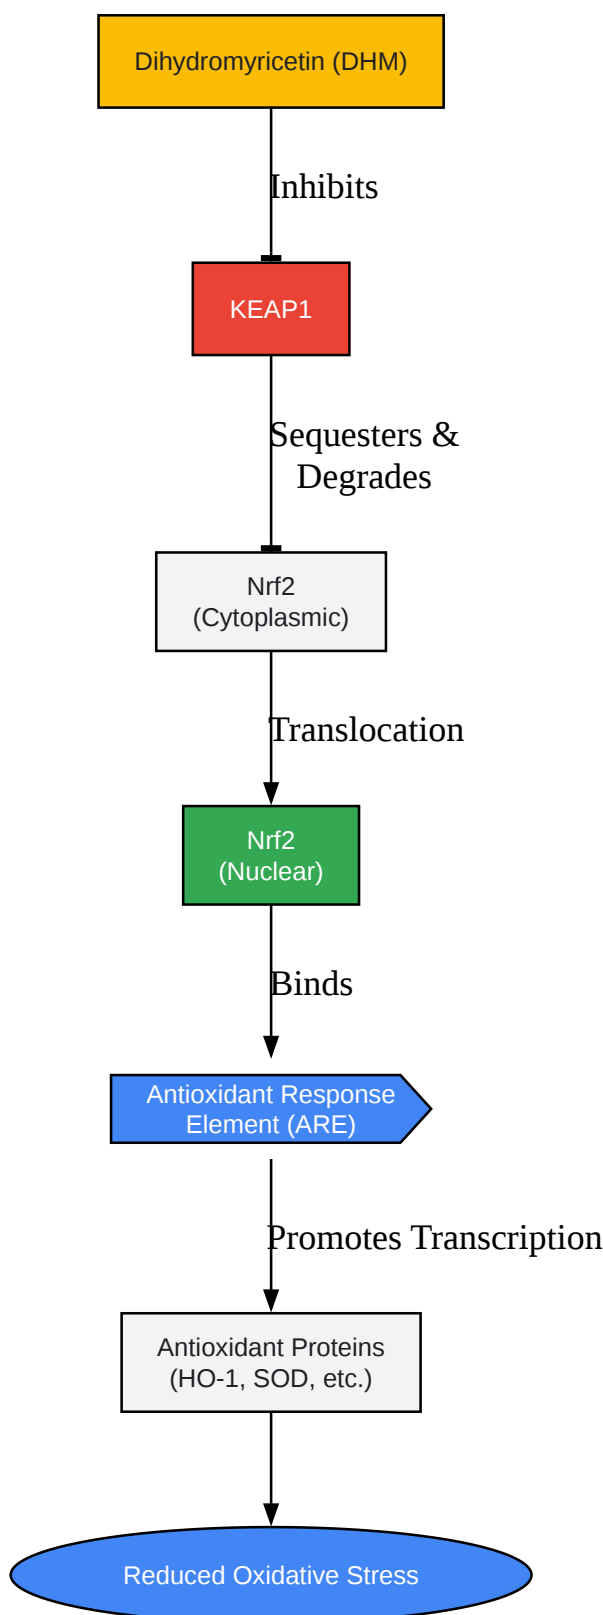 Dihydromyricetin (DHM)
Inhibits
KEAP1
Sequesters &
Degrades
Nrf2
(Cytoplasmic)
Translocation
Nrf2
(Nuclear)
Binds
Antioxidant Response
Element (ARE)
Promotes Transcription
Antioxidant Proteins
(HO-1, SOD, etc.)
Reduced Oxidative Stress